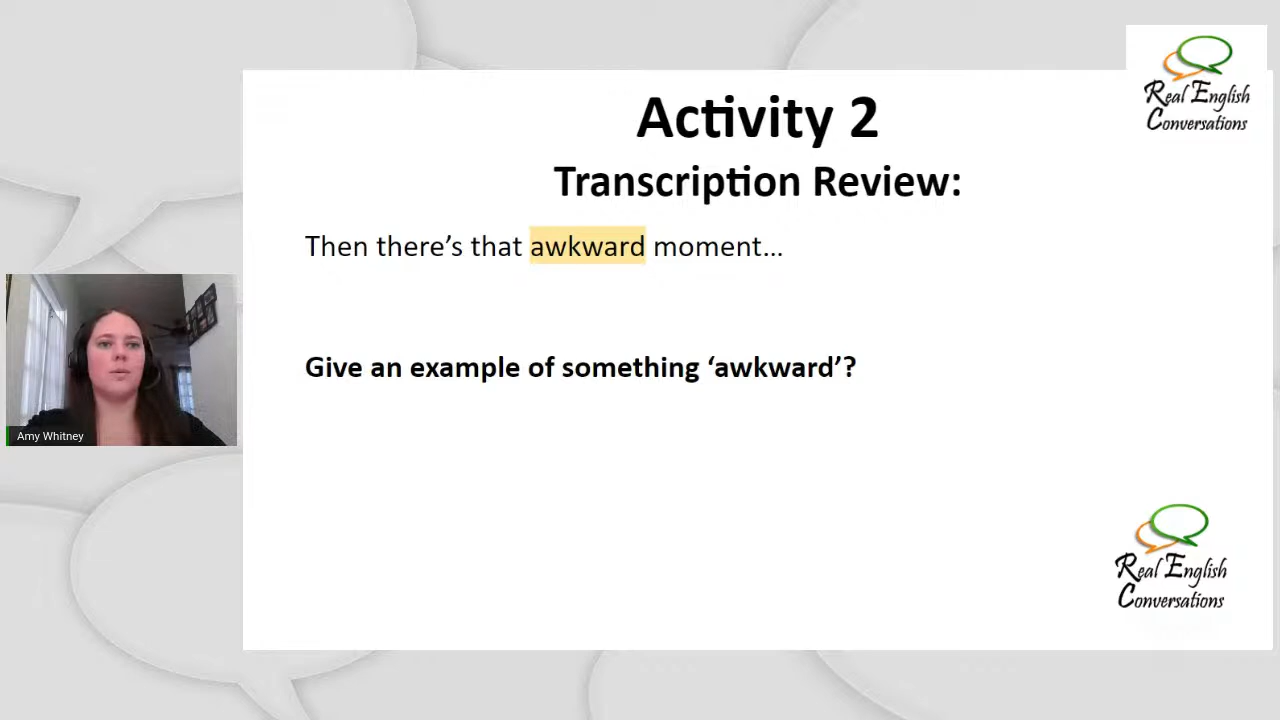 Real English
Conversations
Activity 2
Transcription Review:
Then there’s that awkward moment…
Give an example of something ‘awkward’?
Amy Whitney
Real English
Conversations